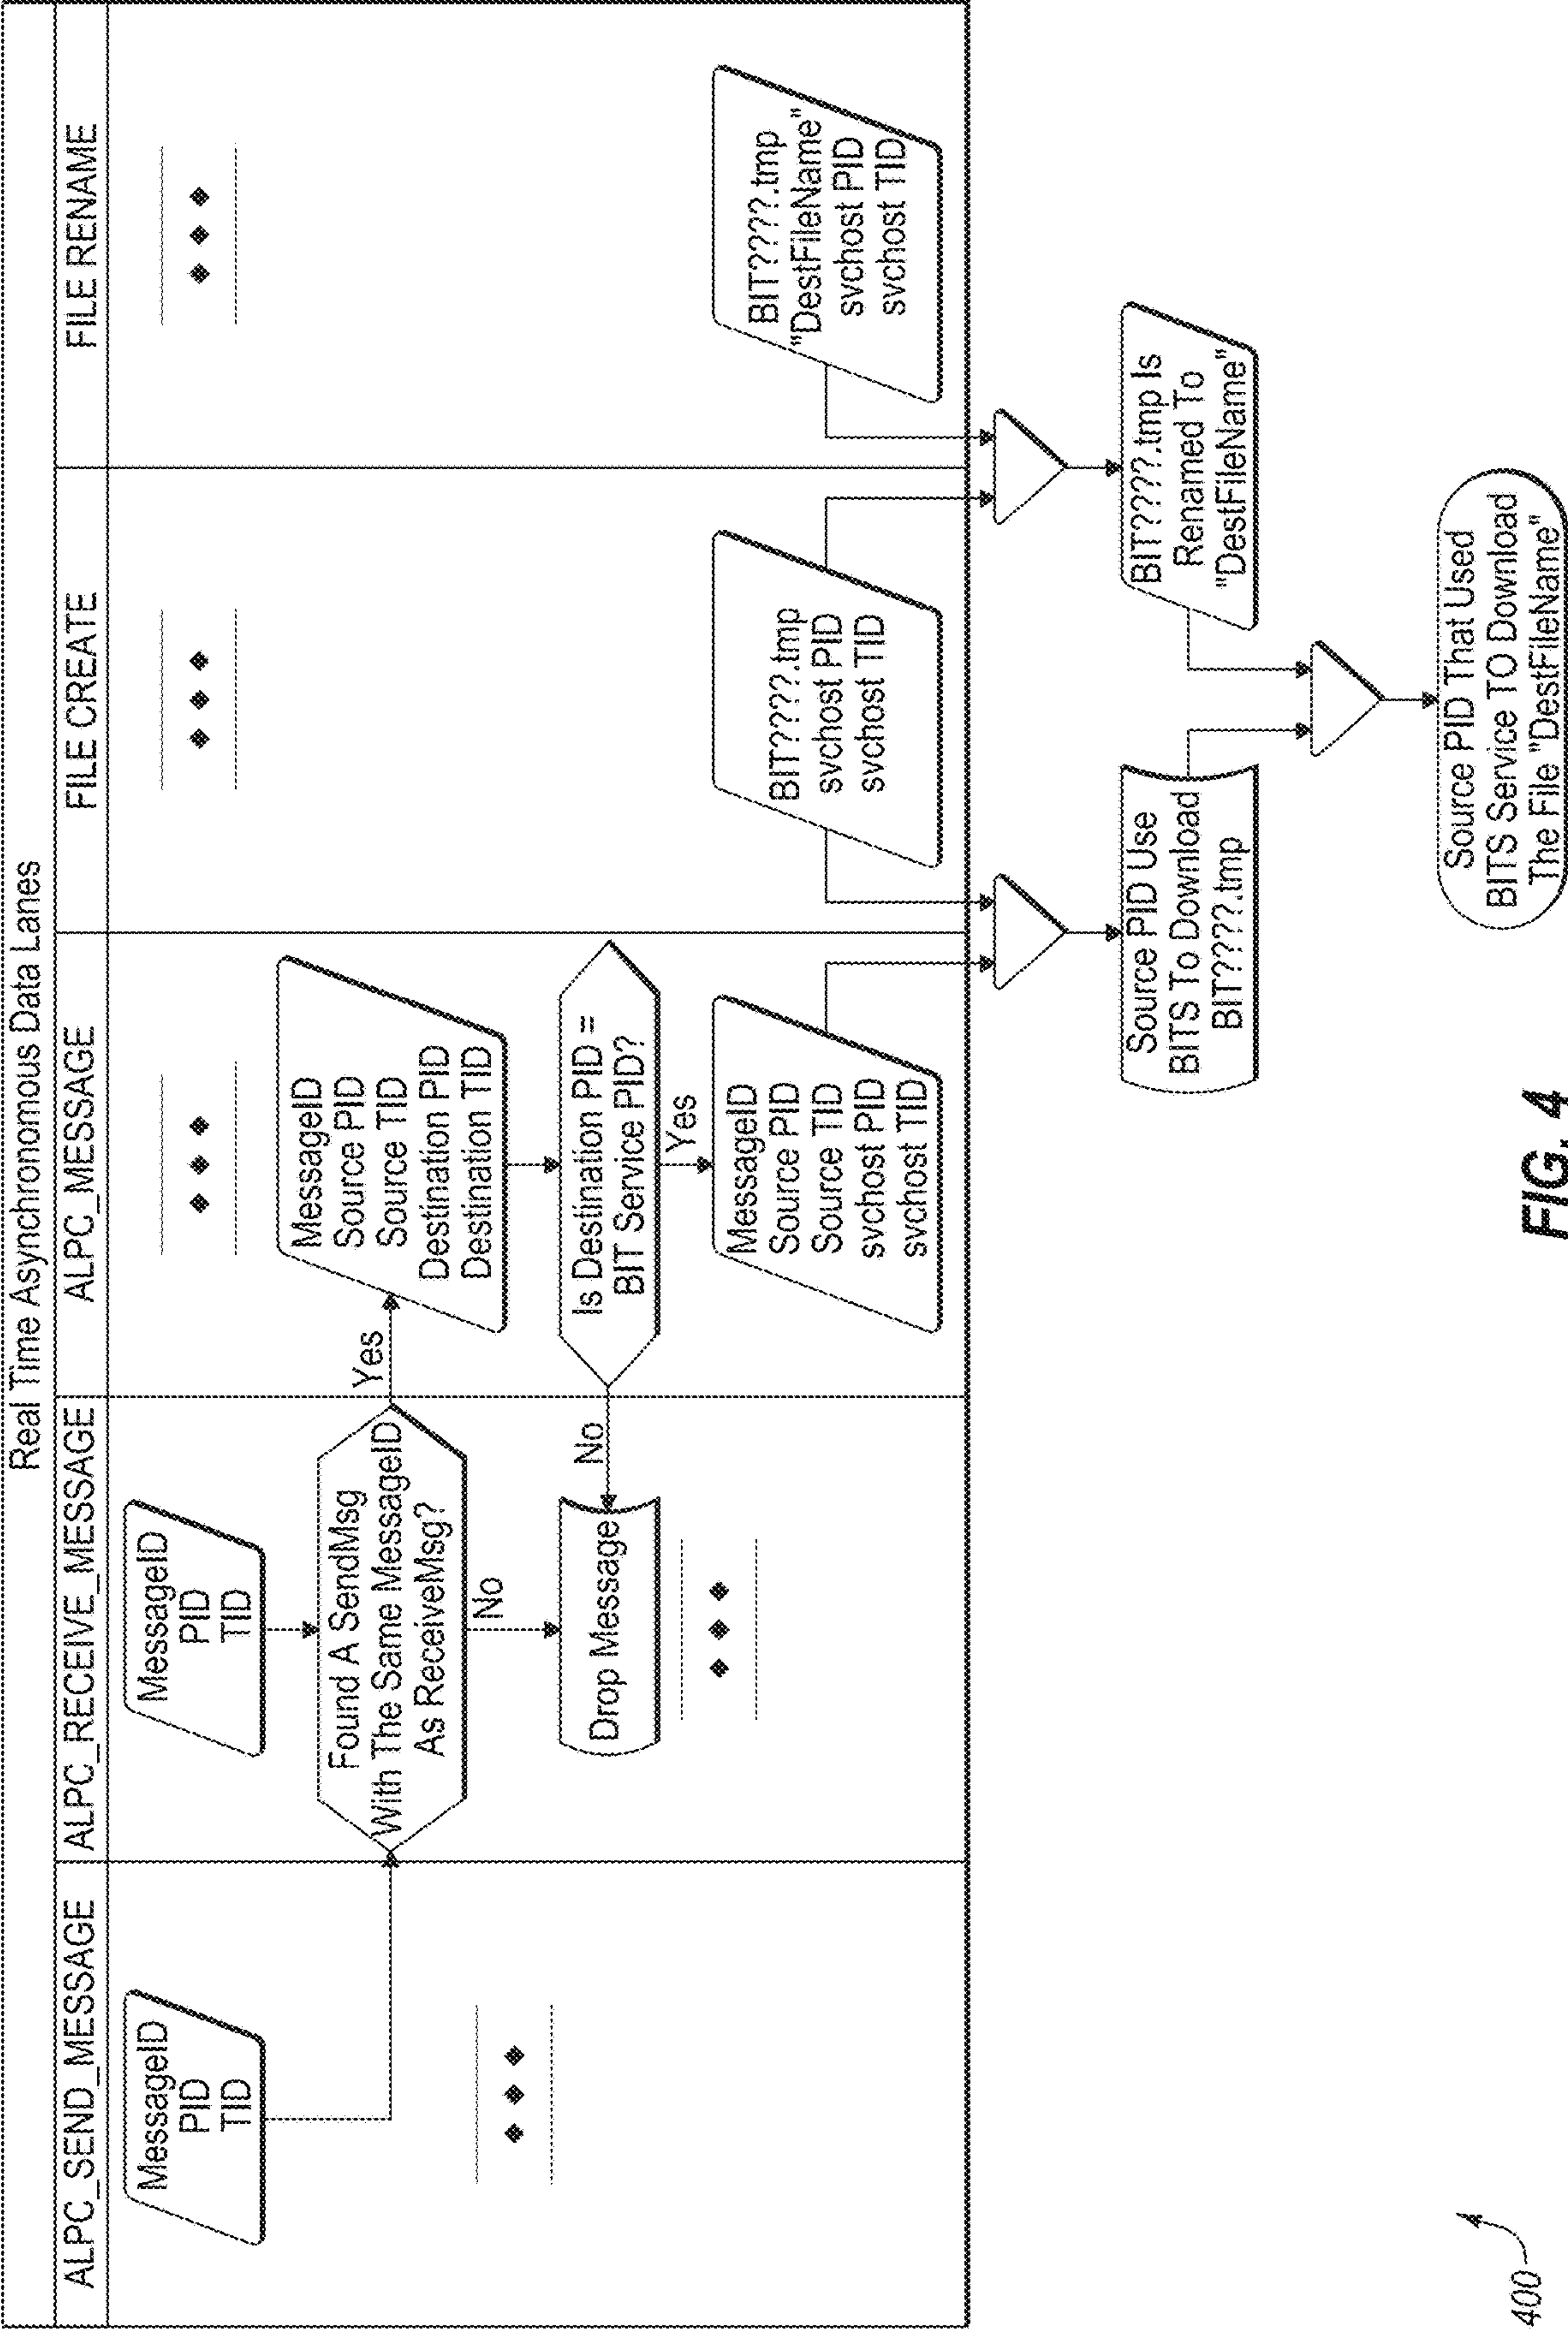 Real Time Asynchronomous Data Lanes
ALPC_SEND_MESSAGE
ALPC_RECEIVE_MESSAGE
ALPC_MESSAGE
FILE CREATE
FILE RENAME
MessageID
PID
TID
MessageID
PID
TID
Found A SendMsg
With The Same MessageID
As ReceiveMsg?
Yes
No
MessageID
Source PID
Source TID
Destination PID
Destination TID
Is Destination PID =
BIT Service PID?
No
Yes
Drop Message
MessageID
Source PID
Source TID
svchost PID
svchost TID
BIT????.tmp
svchost PID
svchost TID
BIT????.tmp
"DestFileName"
svchost PID
svchost TID
Source PID Use
BITS To Download
BIT????.tmp
BIT????.tmp Is
Renamed To
"DestFileName"
Source PID That Used
BITS Service TO Download
The File "DestFileName"
400
FIG. 4